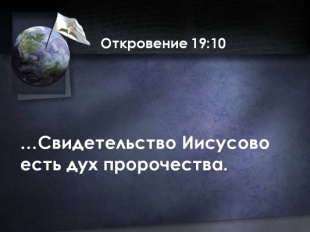 Откровение 19:10
…Свидетельство Иисусово
есть дух пророчества.